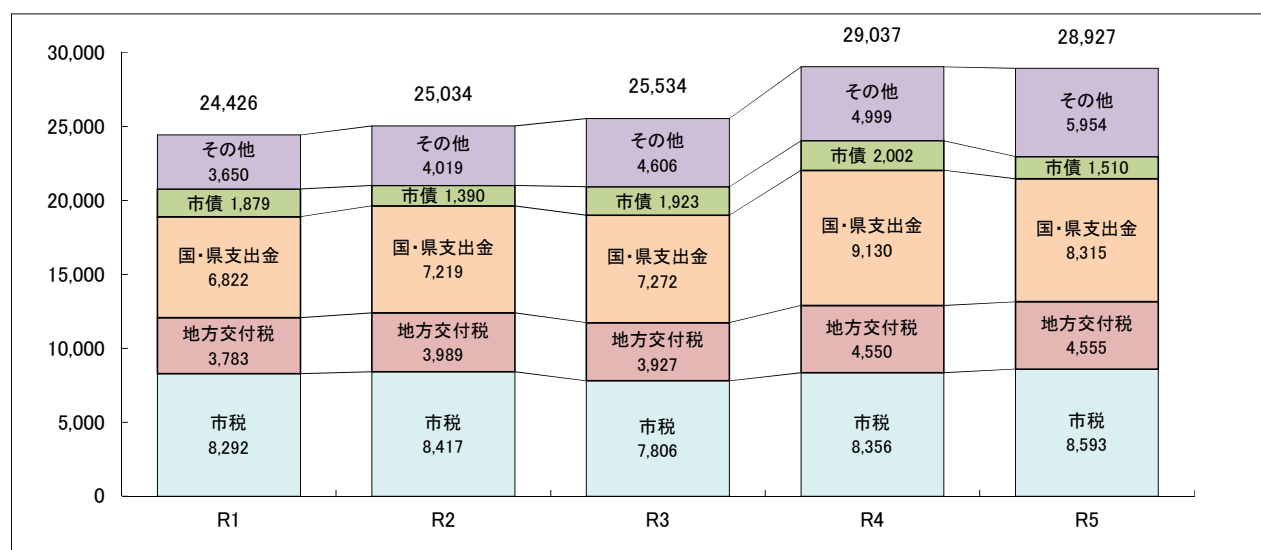 30,000
25,000
20,000
15,000
10,000
5,000
0
24,426
その他
3,650
市債 1,879
国・県支出金
6,822
地方交付税
3,783
市税
8,292
R1
25,034
その他
4,019
市債 1,390
国・県支出金
7,219
地方交付税
3,989
市税
8,417
R2
25,534
その他
4,606
市債 1,923
国・県支出金
7,272
地方交付税
3,927
市税
7,806
R3
29,037
その他
4,999
市債 2,002
国・県支出金
9,130
地方交付税
4,550
市税
8,356
R4
28,927
その他
5,954
市債 1,510
国・県支出金
8,315
地方交付税
4,555
市税
8,593
R5